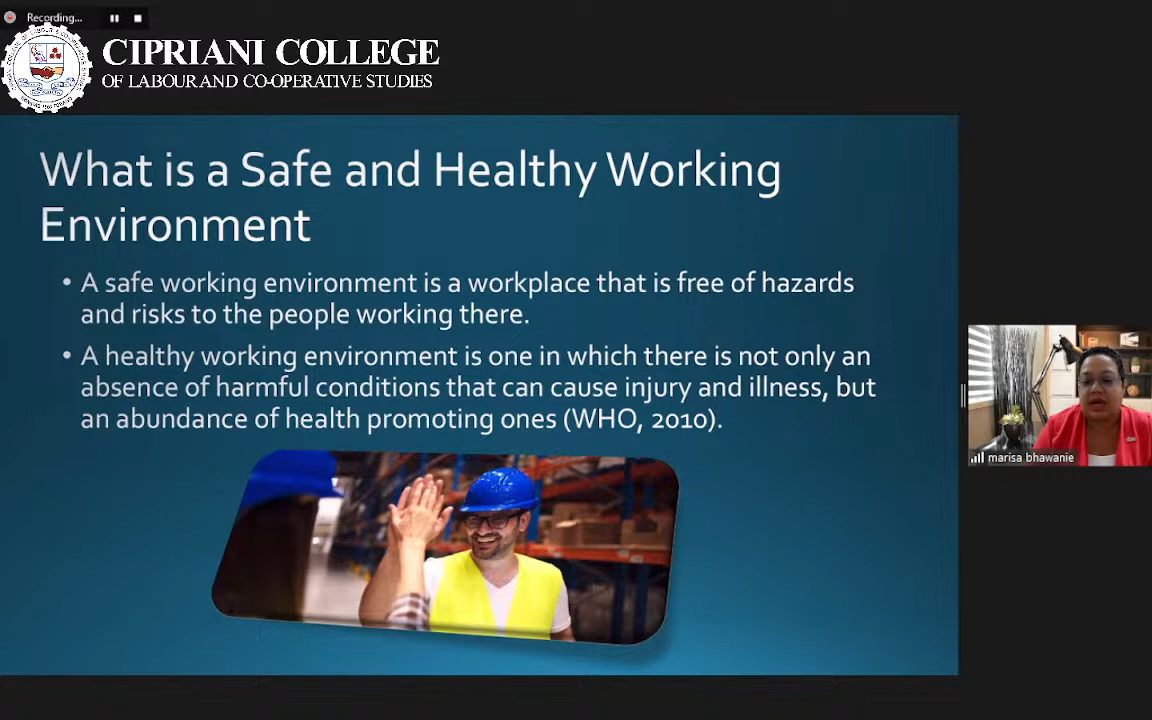 Recording...
CIPRIANI COLLEGE
OF LABOUR AND CO-OPERATIVE STUDIES
What is a Safe and Healthy Working
Environment
• A safe working environment is a workplace that is free of hazards
and risks to the people working there.
• A healthy working environment is one in which there is not only an
absence of harmful conditions that can cause injury and illness, but
an abundance of health promoting ones (WHO, 2010).
marisa bhawanie